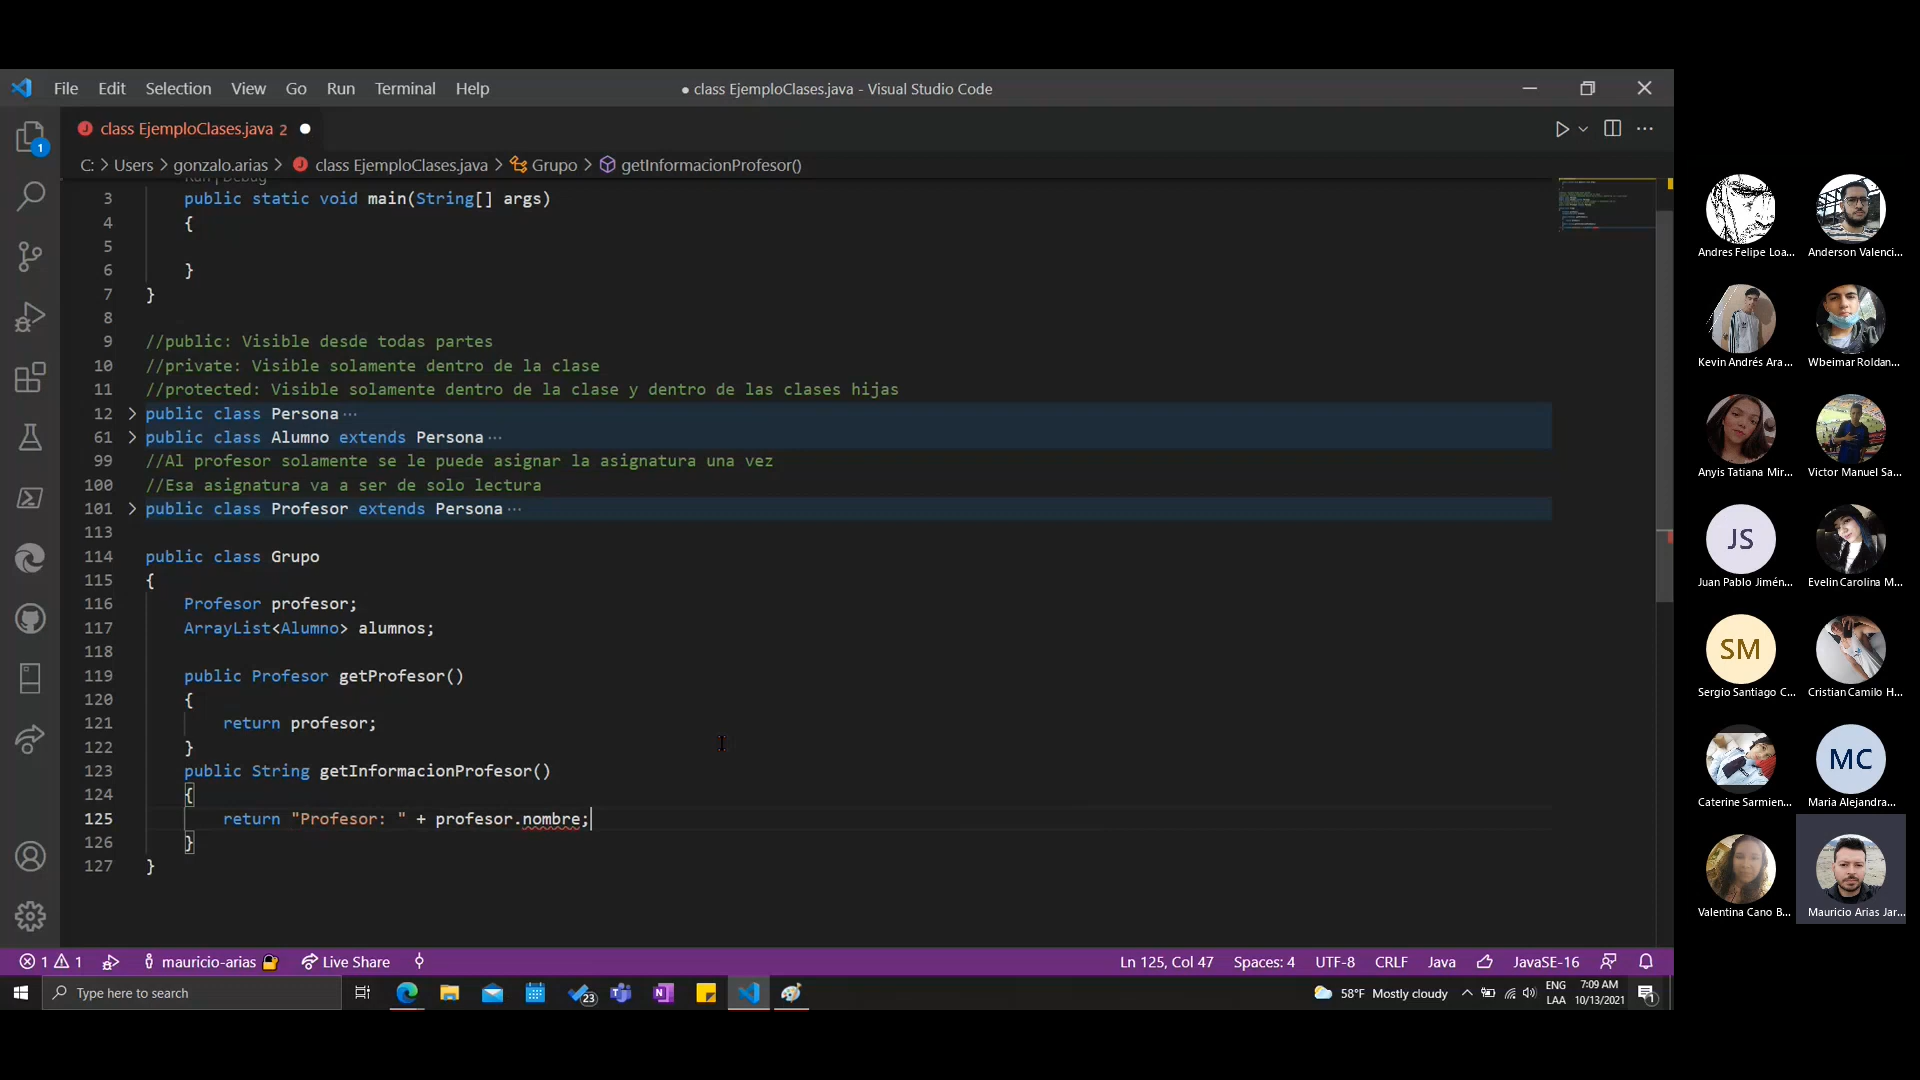 File Edit Selection View Go Run Terminal Help
● class EjemploClases.java - Visual Studio Code
class EjemploClases.java 2
C: > Users > gonzalo.arias > class EjemploClases.java > Grupo > getInformacionProfesor()
Run | Debug
3 public static void main(String[] args)
4 {
5
6 }
7 }
8
9 //public: Visible desde todas partes
10 //private: Visible solamente dentro de la clase
11 //protected: Visible solamente dentro de la clase y dentro de las clases hijas
12 public class Persona ···
61 public class Alumno extends Persona ···
99 //Al profesor solamente se le puede asignar la asignatura una vez
100 //Esa asignatura va a ser de solo lectura
101 public class Profesor extends Persona ···
113
114 public class Grupo
115 {
116 Profesor profesor;
117 ArrayList<Alumno> alumnos;
118
119 public Profesor getProfesor()
120 {
121 return profesor;
122 }
123 public String getInformacionProfesor()
124 {
125 return "Profesor: " + profesor.nombre;
126 }
127 }
1
1 1 mauricio-arias Live Share
Ln 125, Col 47 Spaces: 4 UTF-8 CRLF Java JavaSE-16
Type here to search
23
58°F Mostly cloudy
ENG
LAA
7:09 AM
10/13/2021
1
Andres Felipe Loa...
Anderson Valenci...
Kevin Andrés Ara...
Wbeimar Roldan...
Anyis Tatiana Mir...
Victor Manuel Sa...
JS
Juan Pablo Jimén...
Evelin Carolina M...
SM
Sergio Santiago C...
Cristian Camilo H...
Caterine Sarmien...
MC
Maria Alejandra...
Valentina Cano B...
Mauricio Arias Jar...